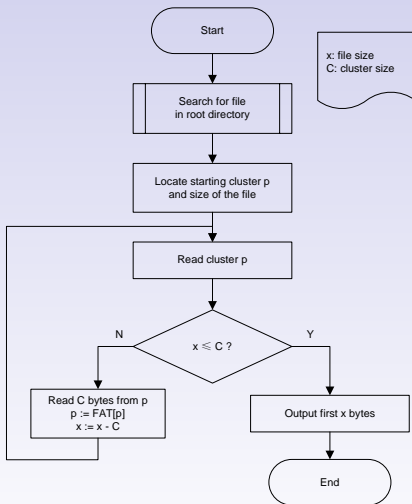 Start
x: file size
C: cluster size
Search for file
in root directory
Locate starting cluster p
and size of the file
Read cluster p
N
x ≤ C ?
Y
Read C bytes from p
p := FAT[p]
x := x - C
Output first x bytes
End